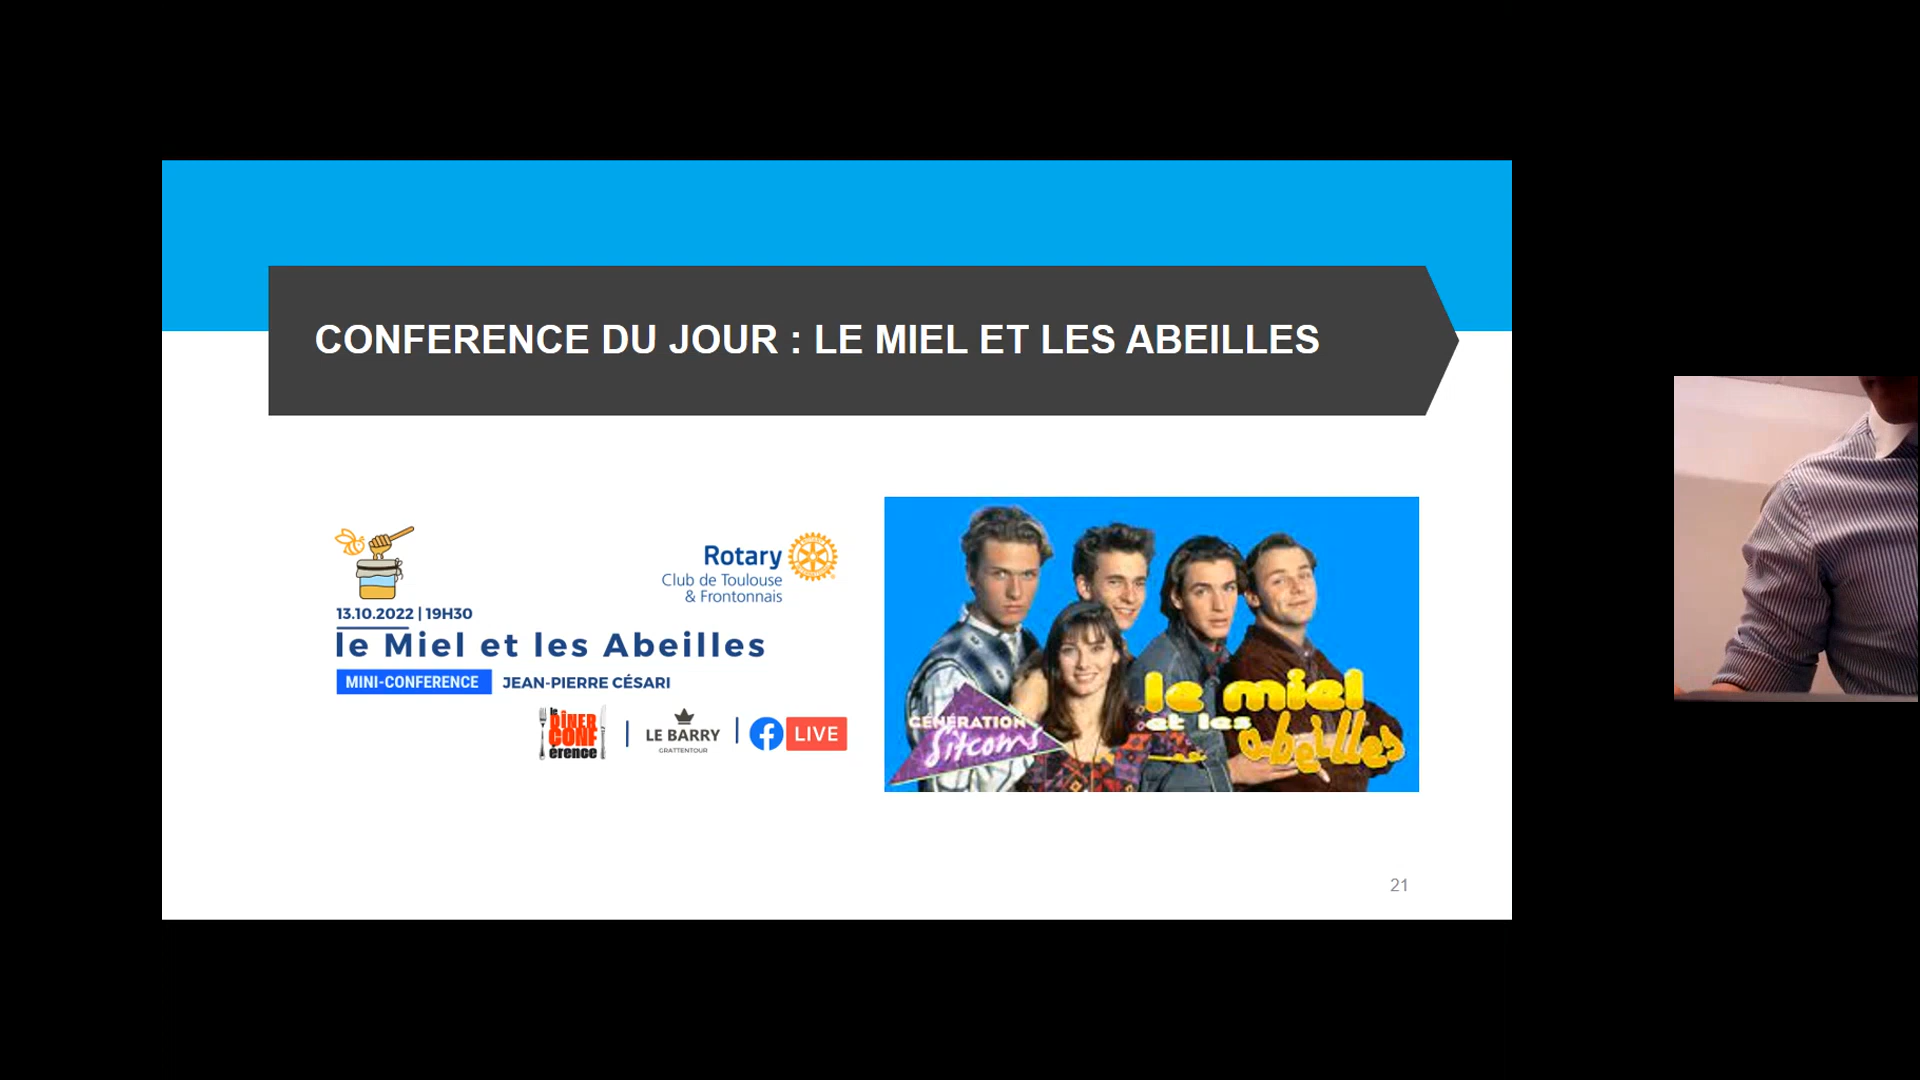 CONFERENCE DU JOUR : LE MIEL ET LES ABEILLES
Rotary
Club de Toulouse
& Frontonnais
13.10.2022 | 19H30
le Miel et les Abeilles
MINI-CONFERENCE JEAN-PIERRE CÉSARI
le
DÎNER
CONF
érence
LE BARRY
GRATTENTOUR
LIVE
GÉNÉRATION
Sitcoms
le miel
et les
abeilles
21